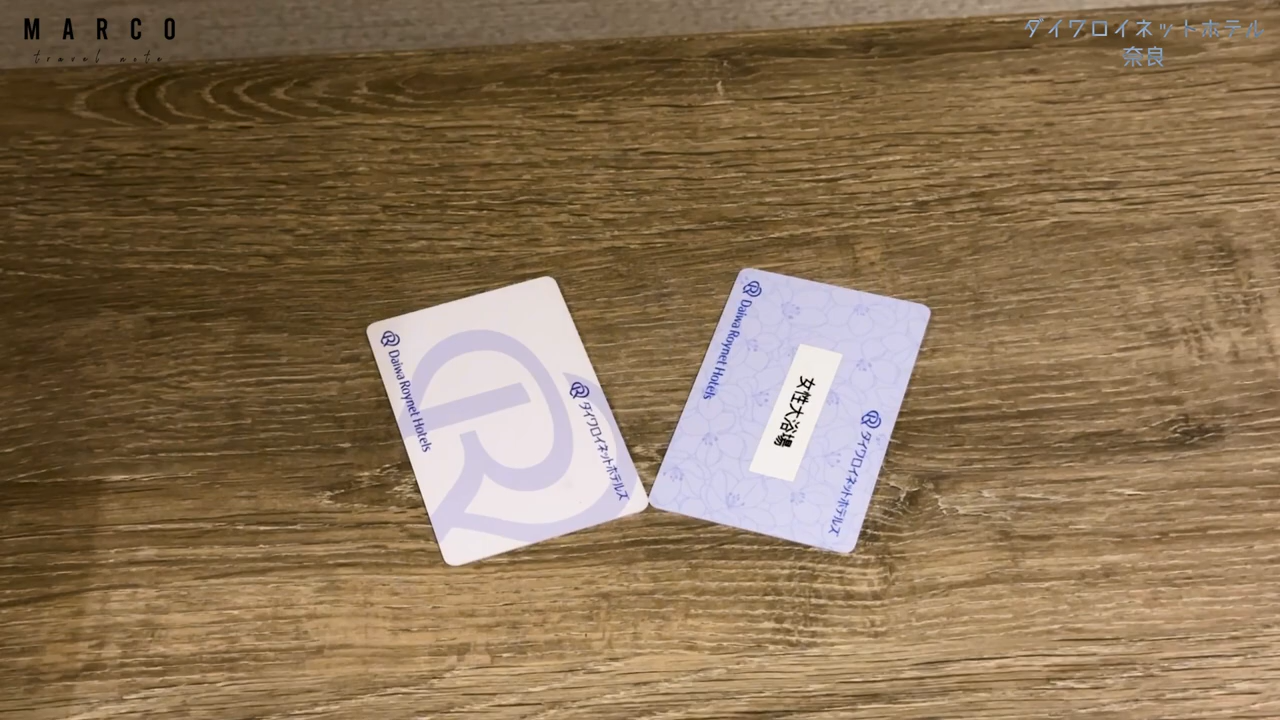 MARCO
travel note
ダイワロイネットホテル
奈良
Daiwa Roynet Hotels
ダイワロイネットホテルズ
Daiwa Roynet Hotels
女性大浴場
ダイワロイネットホテルズ